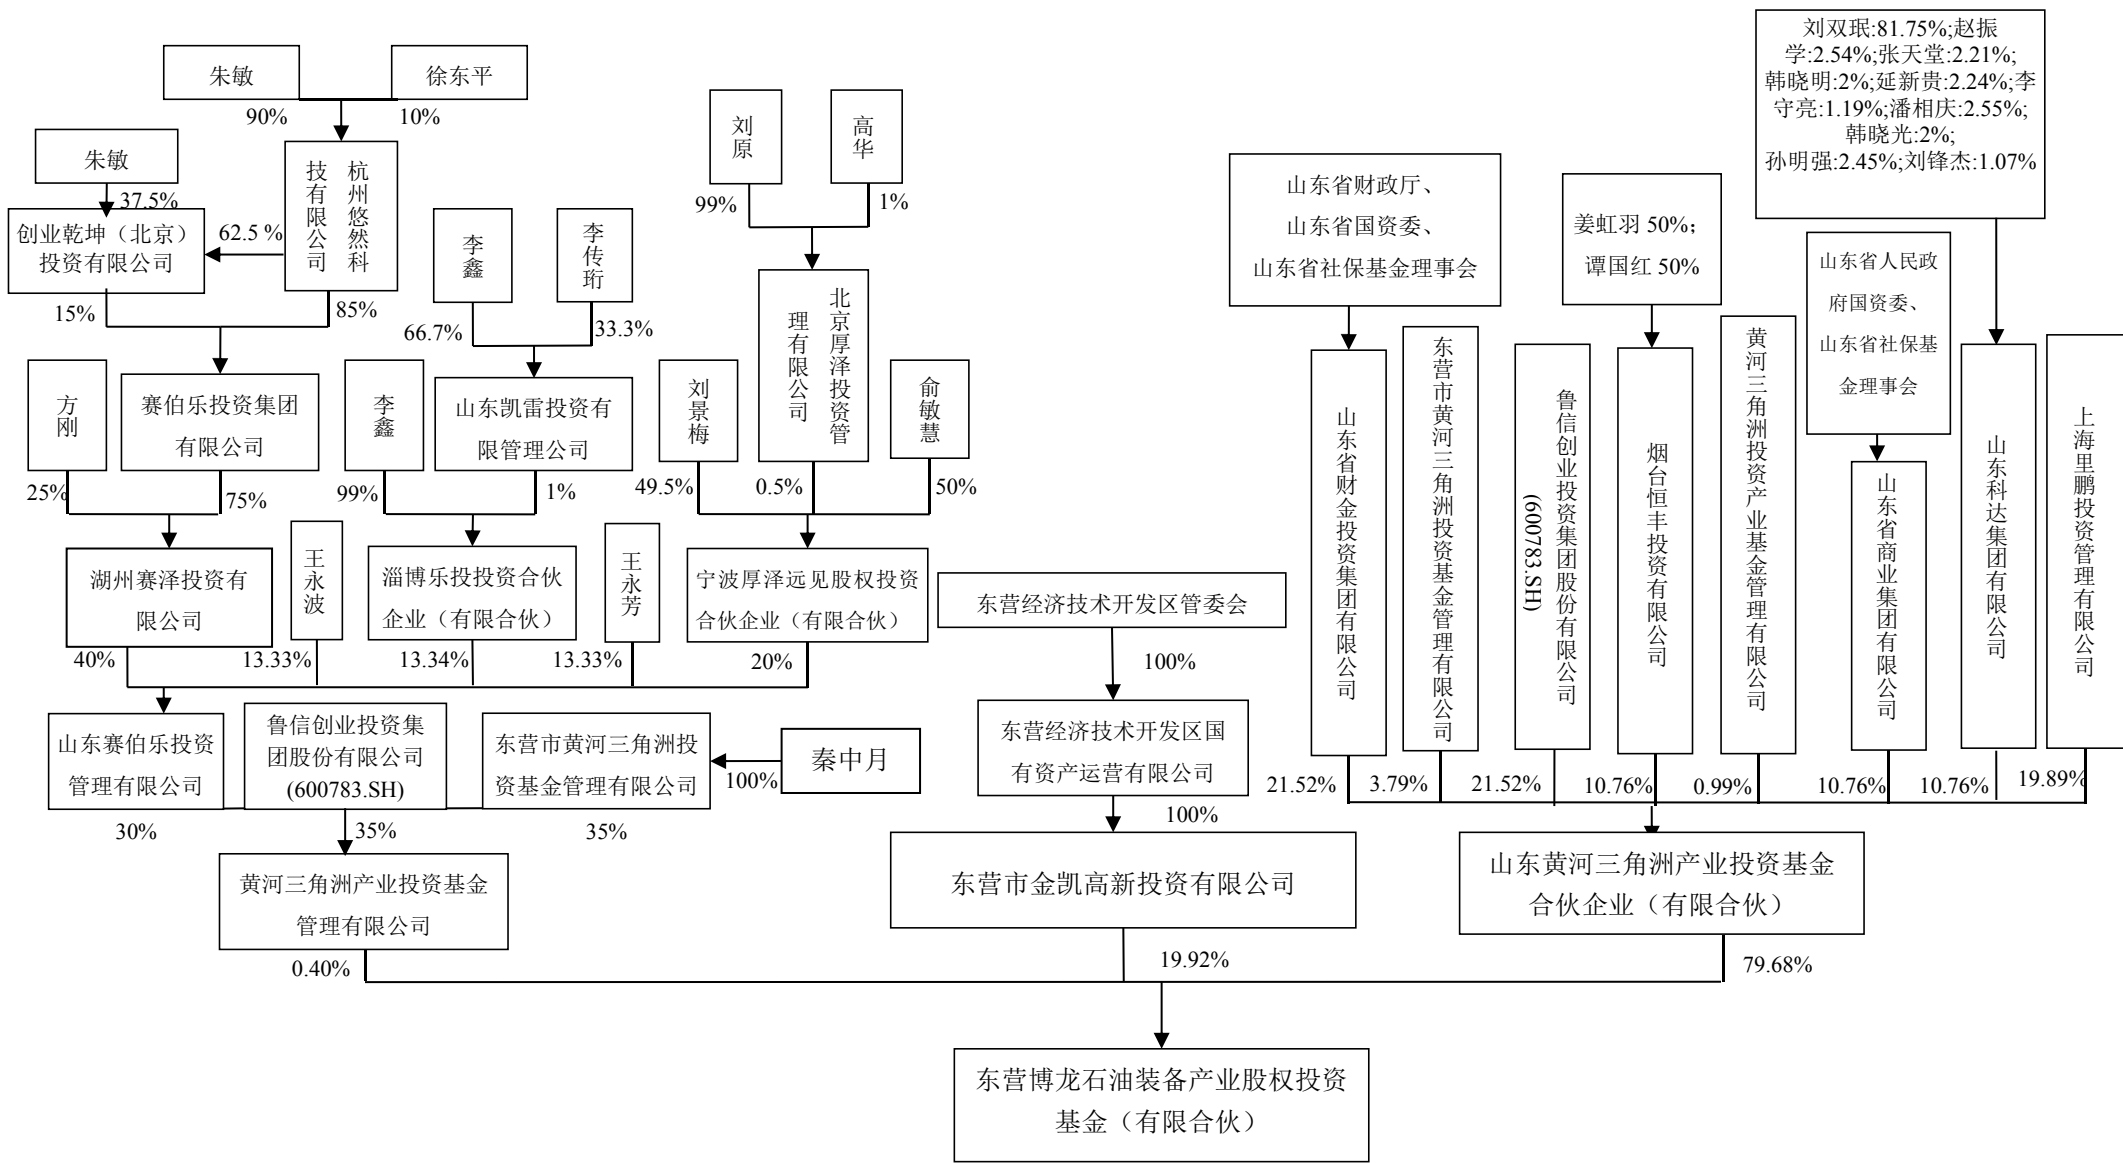 刘双珉:81.75%;赵振
学:2.54%;张天堂:2.21%;
韩晓明:2%;延新贵:2.24%;李
守亮:1.19%;潘相庆:2.55%;
韩晓光:2%;
孙明强:2.45%;刘锋杰:1.07%
朱敏
徐东平
90%
10%
朱敏
37.5%
杭州悠然科
技有限公司
刘原
高华
99%
1%
创业乾坤（北京）
投资有限公司
62.5 %
15%
85%
李鑫
李传珩
66.7%
33.3%
北京厚泽投资管
理有限公司
山东省财政厅、
山东省国资委、
山东省社保基金理事会
姜虹羽 50%；
谭国红 50%
山东省人民政
府国资委、
山东省社保基
金理事会
方刚
赛伯乐投资集团
有限公司
李鑫
山东凯雷投资有
限管理公司
刘景梅
俞敏慧
25%
75%
99%
1%
49.5%
0.5%
50%
山东省财金投资集团有限公司
东营市黄河三角洲投资基金管理有限公司
鲁信创业投资集团股份有限公司
(600783.SH)
烟台恒丰投资有限公司
黄河三角洲投资产业基金管理有限公司
山东省商业集团有限公司
山东科达集团有限公司
上海里鹏投资管理有限公司
湖州赛泽投资有
限公司
王永波
淄博乐投投资合伙
企业（有限合伙）
王永芳
宁波厚泽远见股权投资
合伙企业（有限合伙）
东营经济技术开发区管委会
40%
13.33%
13.34%
13.33%
20%
100%
山东赛伯乐投资
管理有限公司
鲁信创业投资集
团股份有限公司
(600783.SH)
东营市黄河三角洲投
资基金管理有限公司
100%
秦中月
东营经济技术开发区国
有资产运营有限公司
21.52%
3.79%
21.52%
10.76%
0.99%
10.76%
10.76%
19.89%
30%
35%
35%
100%
黄河三角洲产业投资基金
管理有限公司
东营市金凯高新投资有限公司
山东黄河三角洲产业投资基金
合伙企业（有限合伙）
0.40%
19.92%
79.68%
东营博龙石油装备产业股权投资
基金（有限合伙）